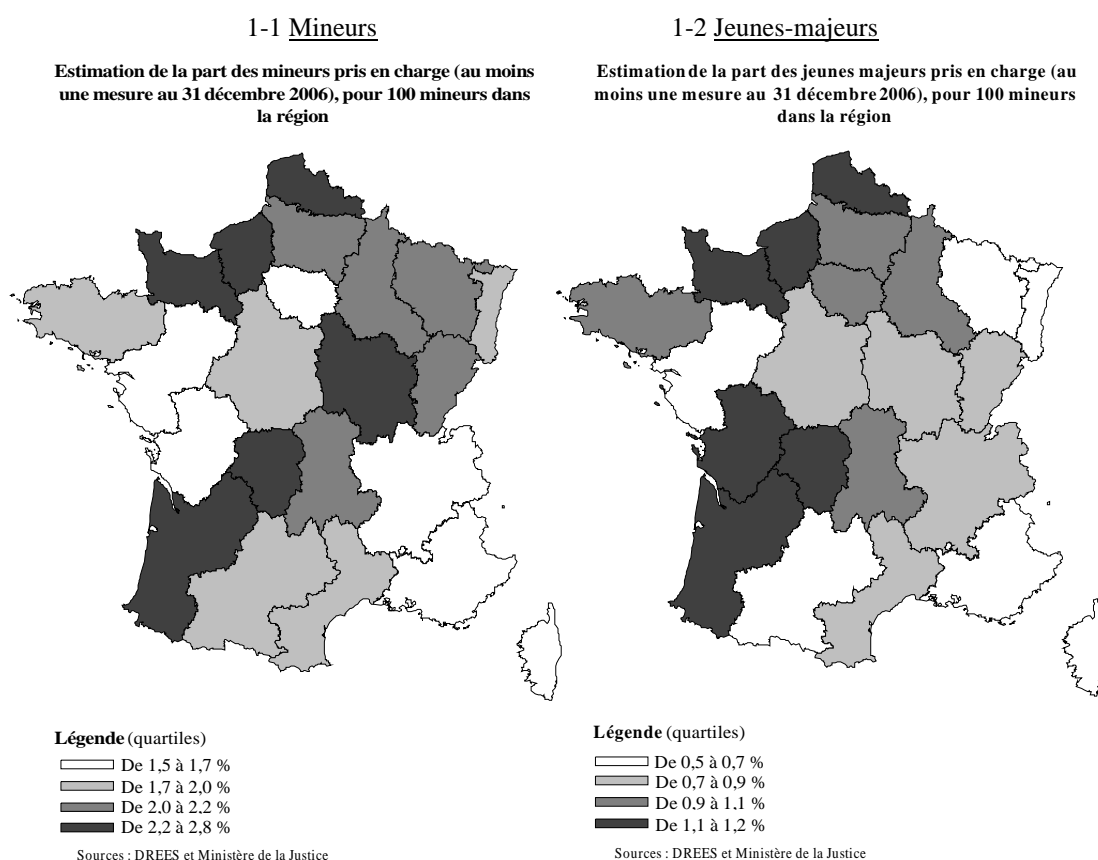 1-1 Mineurs
Estimation de la part des mineurs pris en charge (au moins
une mesure au 31 décembre 2006), pour 100 mineurs dans
la région
Légende (quartiles)
De 1,5 à 1,7 %
De 1,7 à 2,0 %
De 2,0 à 2,2 %
De 2,2 à 2,8 %
Sources : DREES et Ministère de la Justice
1-2 Jeunes-majeurs
Estimation de la part des jeunes majeurs pris en charge (au
moins une mesure au 31 décembre 2006), pour 100 mineurs
dans la région
Légende (quartiles)
De 0,5 à 0,7 %
De 0,7 à 0,9 %
De 0,9 à 1,1 %
De 1,1 à 1,2 %
Sources : DREES et Ministère de la Justice